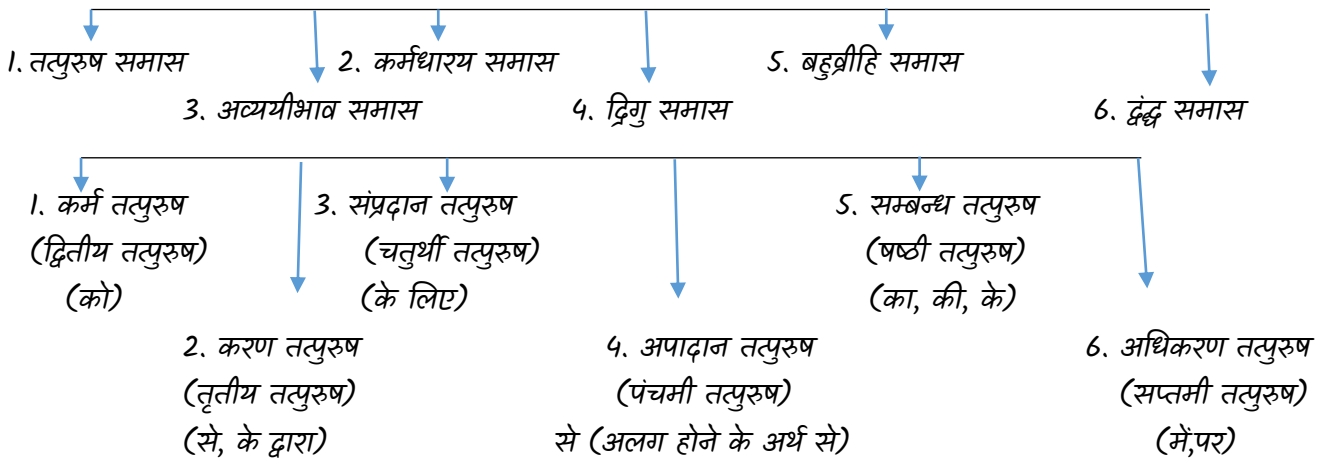 1. तत्पुरुष समास 2. कर्मधारय समास 5. बहुव्रीहि समास
3. अव्ययीभाव समास 4. द्विगु समास 6. द्वंद्ध समास
1. कर्म तत्पुरुष 3. संप्रदान तत्पुरुष 5. सम्बन्ध तत्पुरुष
(द्वितीय तत्पुरुष) (चतुर्थी तत्पुरुष) (षष्ठी तत्पुरुष)
(को) (के लिए) (का, की, के)
2. करण तत्पुरुष 4. अपादान तत्पुरुष 6. अधिकरण तत्पुरुष
(तृतीय तत्पुरुष) (पंचमी तत्पुरुष) (सप्तमी तत्पुरुष)
(से, के द्वारा) से (अलग होने के अर्थ से) (में,पर)